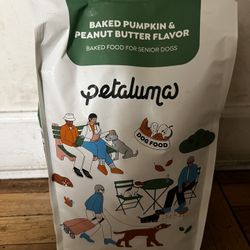 BAKED PUMPKIN &
PEANUT BUTTER FLAVOR
BAKED FOOD FOR SENIOR DOGS
petaluma
DOG FOOD